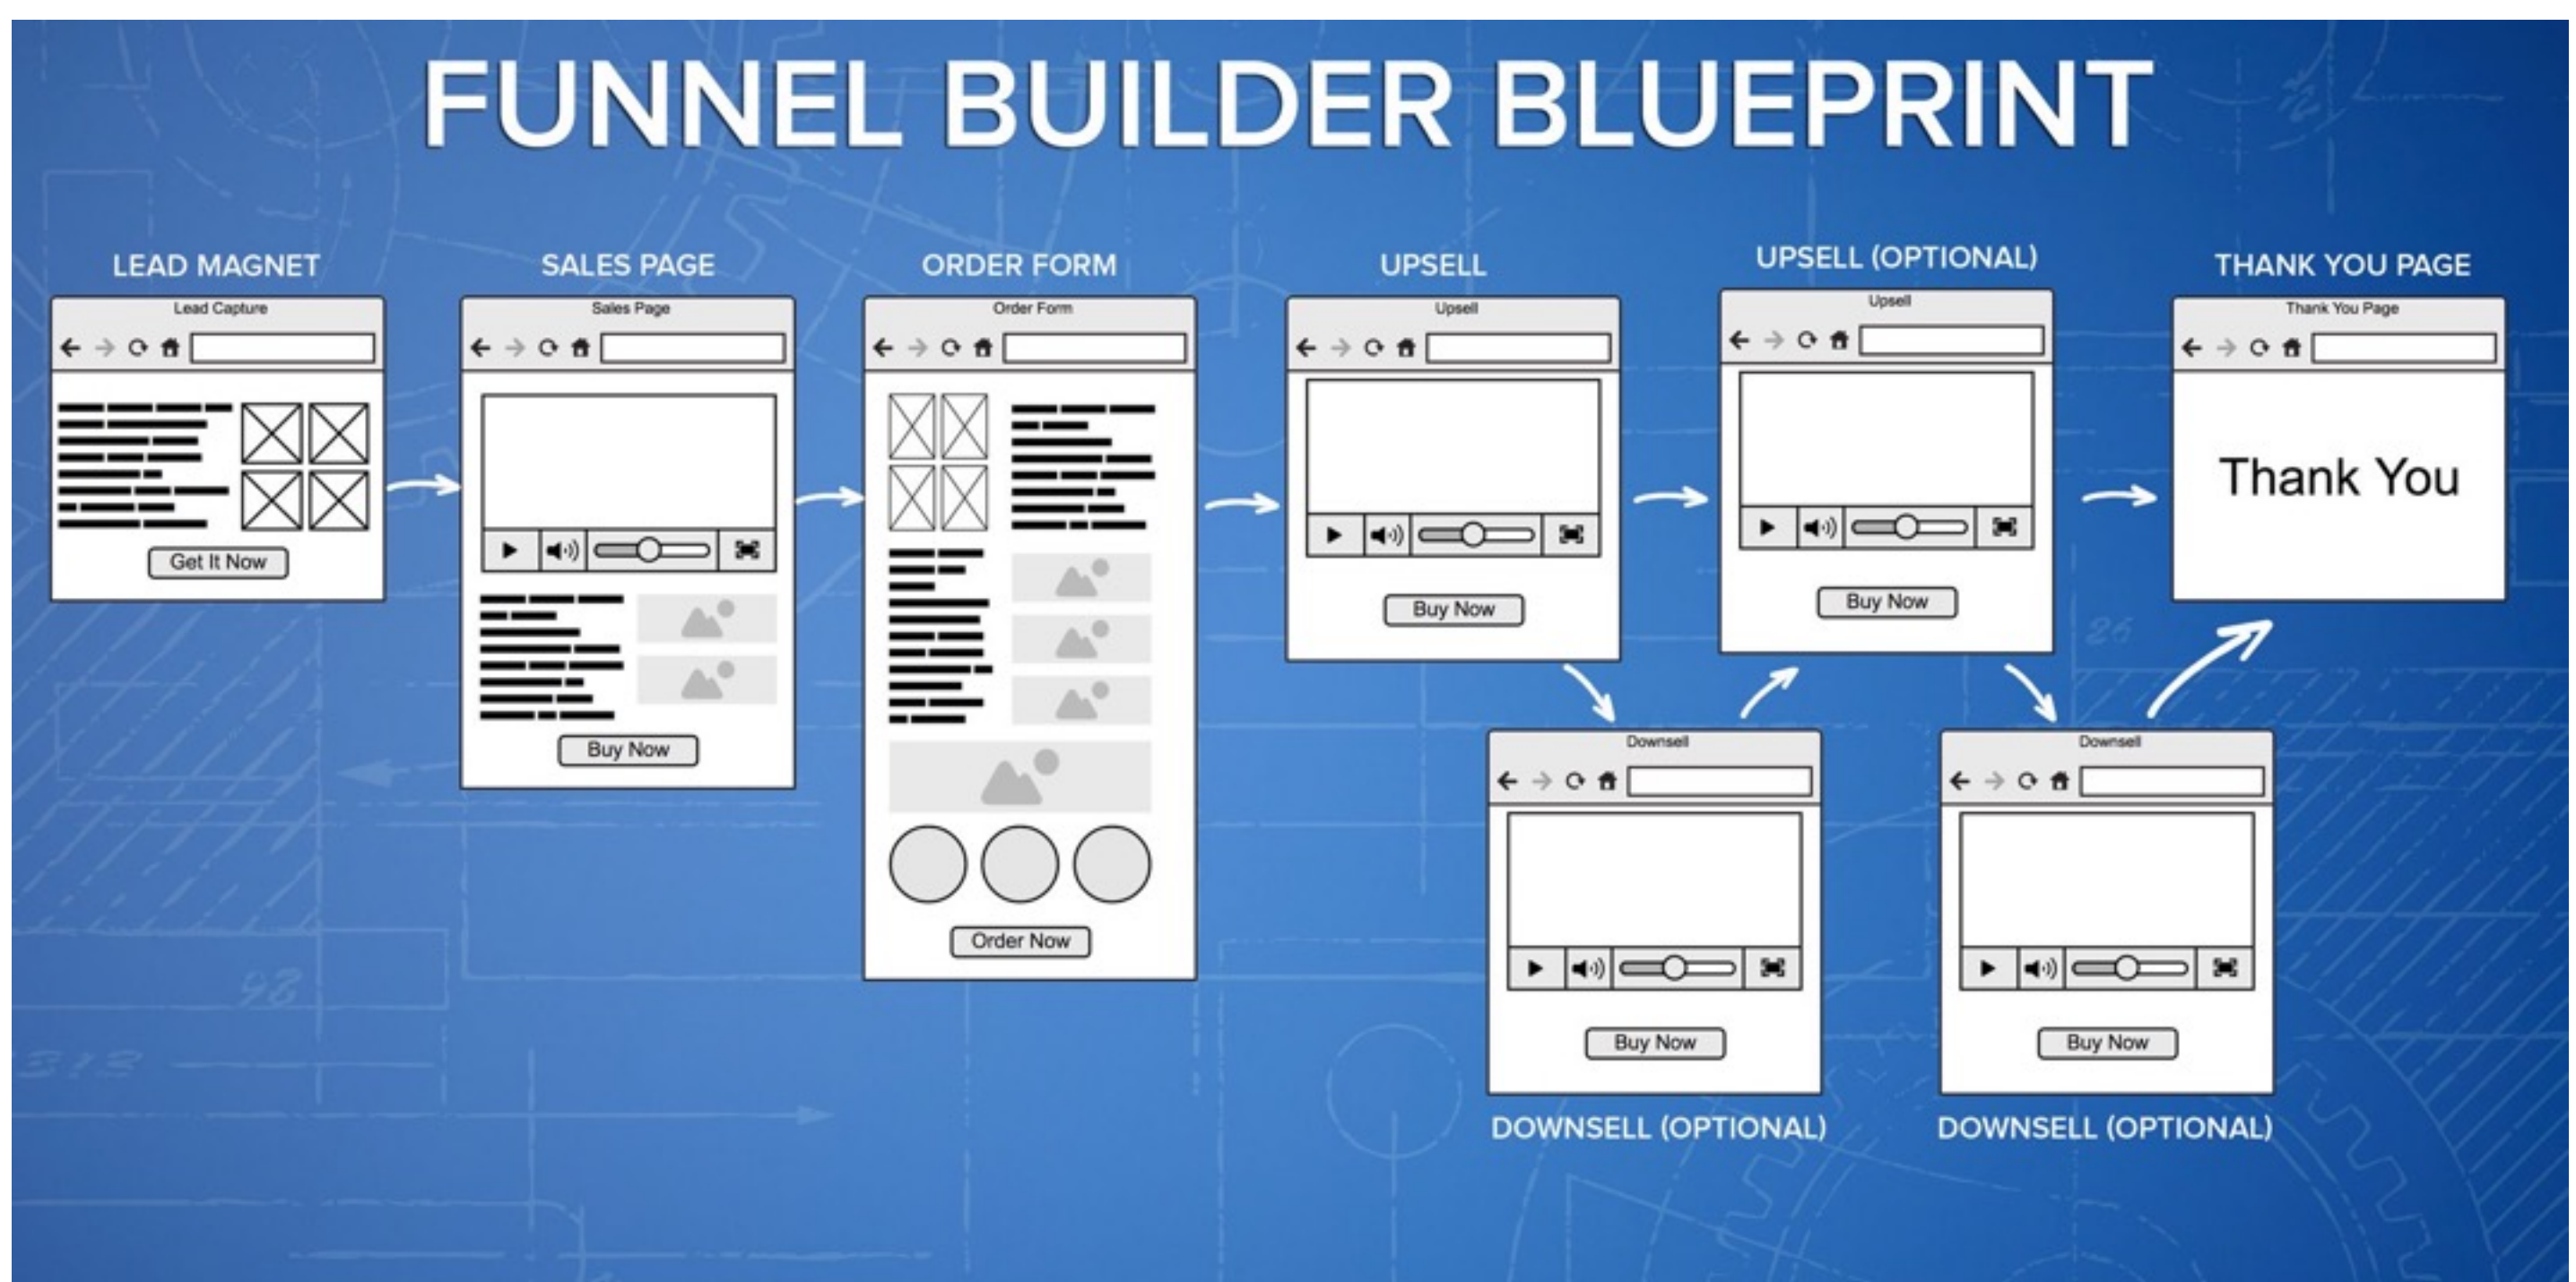 FUNNEL BUILDER BLUEPRINT
LEAD MAGNET
Lead Capture
Get It Now
SALES PAGE
Sales Page
Buy Now
ORDER FORM
Order Form
Order Now
UPSELL
Upsell
Buy Now
UPSELL (OPTIONAL)
Upsell
Buy Now
THANK YOU PAGE
Thank You Page
Thank You
Downsell
Buy Now
DOWNSELL (OPTIONAL)
Downsell
Buy Now
DOWNSELL (OPTIONAL)